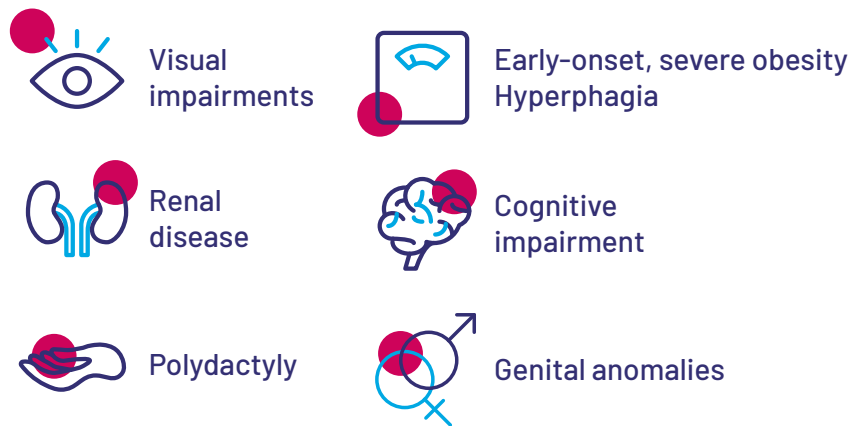 Visual
impairments
Early-onset, severe obesity
Hyperphagia
Renal
disease
Cognitive
impairment
Polydactyly
Genital anomalies